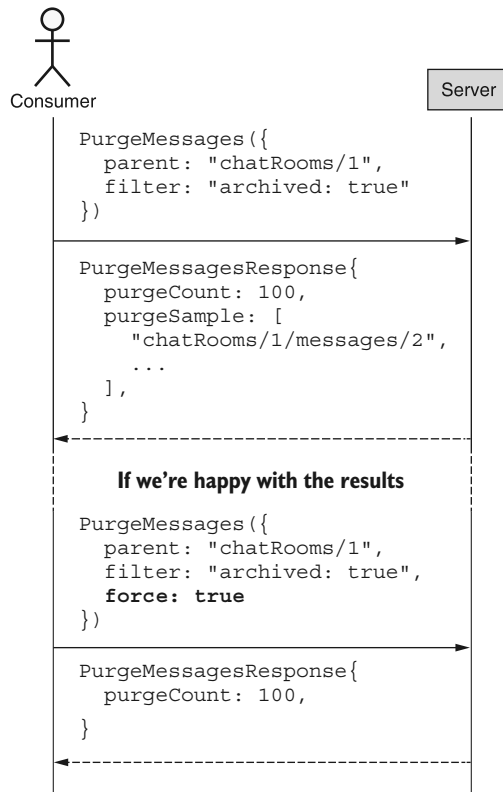 Consumer
Server
PurgeMessages({
  parent: "chatRooms/1",
  filter: "archived: true"
})
PurgeMessagesResponse{
  purgeCount: 100,
  purgeSample: [
    "chatRooms/1/messages/2",
    ...
  ],
}
If we're happy with the results
PurgeMessages({
  parent: "chatRooms/1",
  filter: "archived: true",
  force: true
})
PurgeMessagesResponse{
  purgeCount: 100,
}